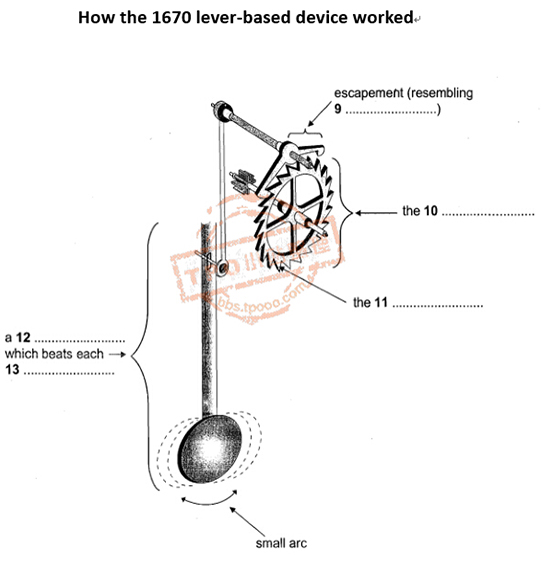 How the 1670 lever-based device worked↵
escapement (resembling
9 ..........................)
the 10 ..........................
the 11 ..........................
a 12 ..........................
which beats each
13 ..........................
small arc
bbs.tpooo.com